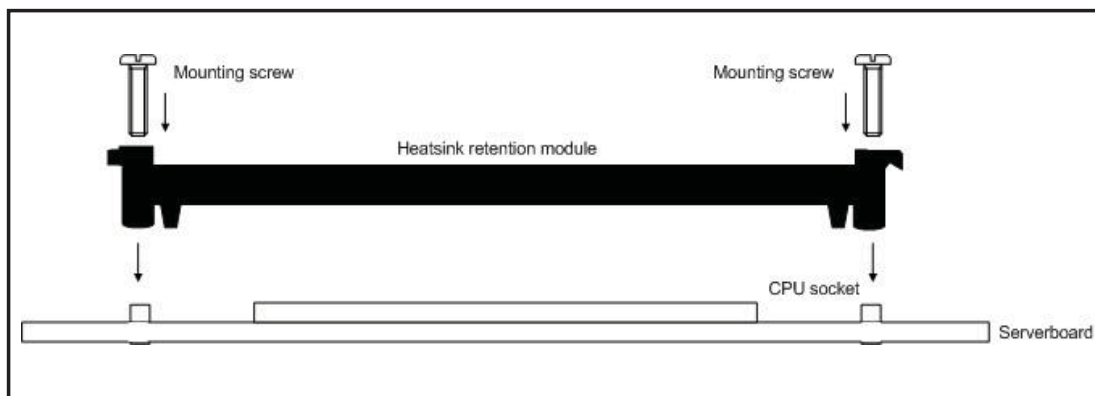 Mounting screw
Mounting screw
Heatsink retention module
CPU socket
Serverboard